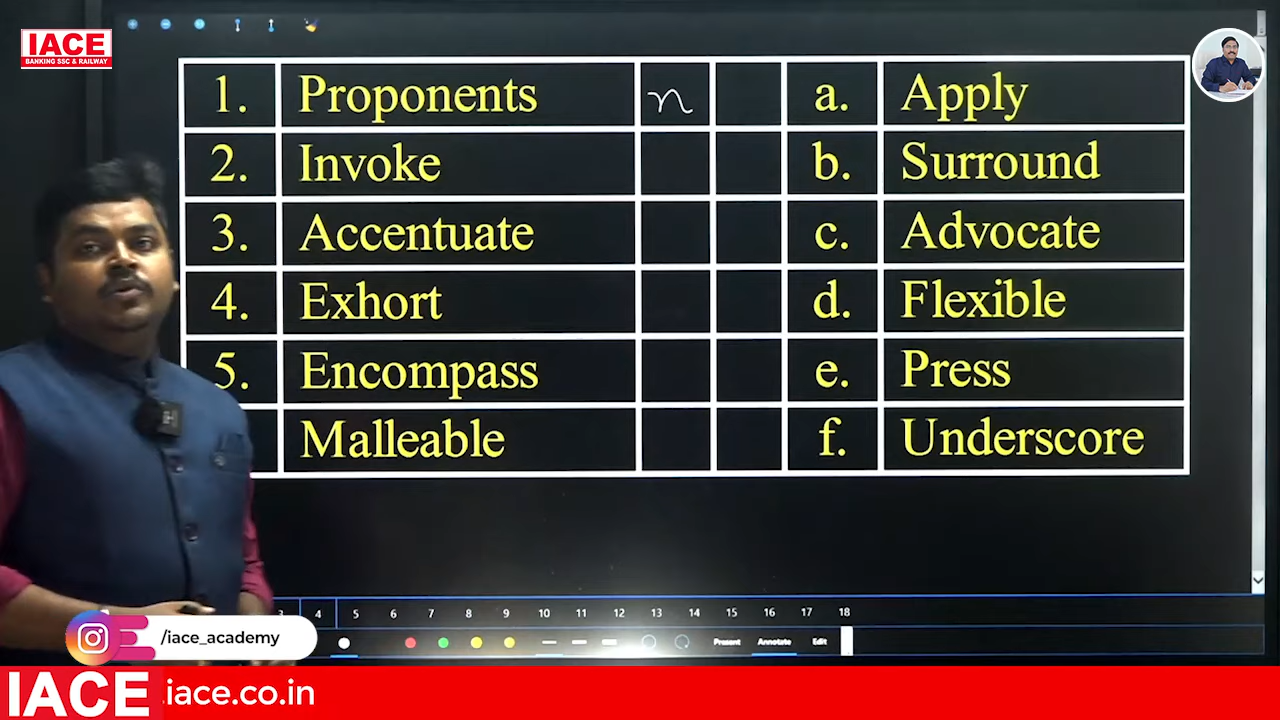 IACE
BANKING SSC & RAILWAY
1. Proponents n a. Apply
2. Invoke b. Surround
3. Accentuate c. Advocate
4. Exhort d. Flexible
5. Encompass e. Press
Malleable f. Underscore
3 4 5 6 7 8 9 10 11 12 13 14 15 16 17 18
Present Annotate Edit
/iace_academy
IACE .iace.co.in